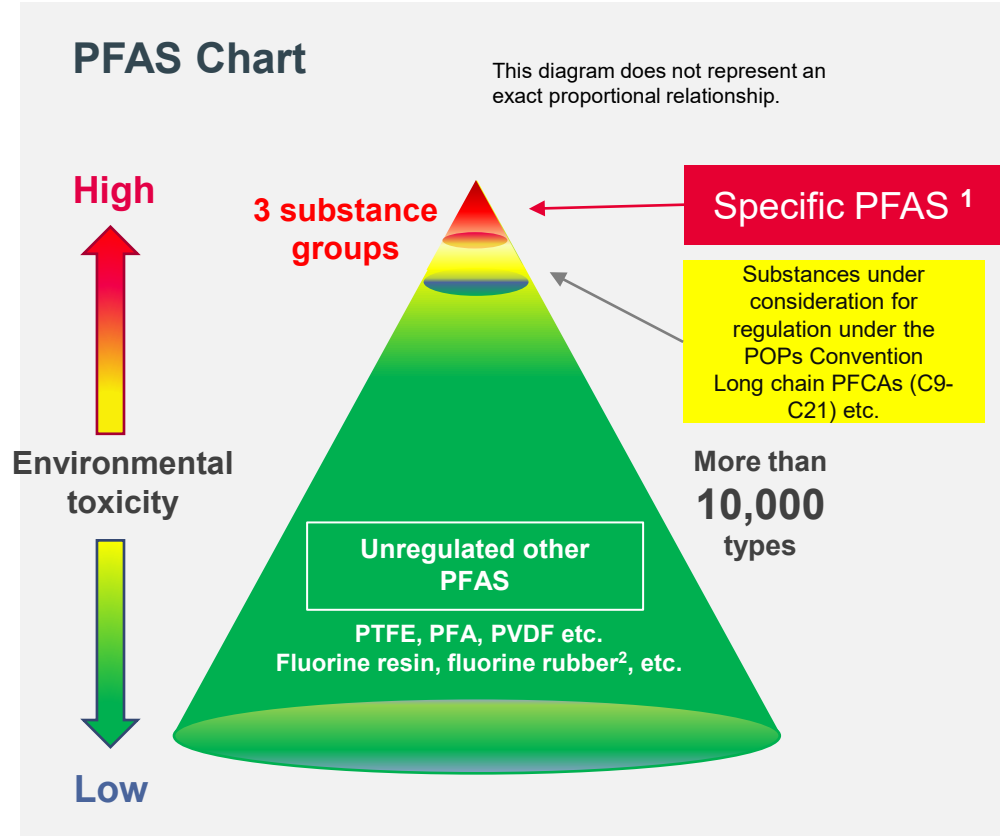 PFAS Chart
This diagram does not represent an
exact proportional relationship.
High
3 substance
groups
Specific PFAS ¹
Substances under
consideration for
regulation under the
POPs Convention
Long chain PFCAs (C9-
C21) etc.
Environmental
toxicity
More than
10,000
types
Unregulated other
PFAS
PTFE, PFA, PVDF etc.
Fluorine resin, fluorine rubber², etc.
Low